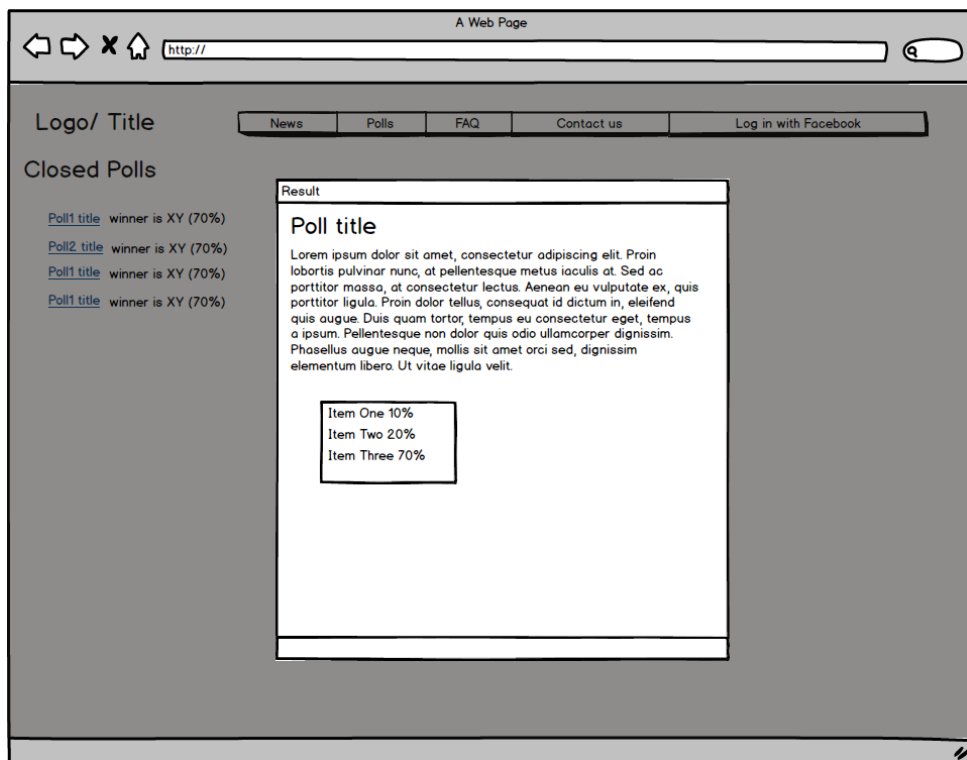 A Web Page
http://
Logo/ Title
News Polls FAQ Contact us Log in with Facebook
Closed Polls
Poll1 title winner is XY (70%)
Poll2 title winner is XY (70%)
Poll1 title winner is XY (70%)
Poll1 title winner is XY (70%)
Result
Poll title
Lorem ipsum dolor sit amet, consectetur adipiscing elit. Proin
lobortis pulvinar nunc, at pellentesque metus iaculis at. Sed ac
porttitor massa, at consectetur lectus. Aenean eu vulputate ex, quis
porttitor ligula. Proin dolor tellus, consequat id dictum in, eleifend
quis augue. Duis quam tortor, tempus eu consectetur eget, tempus
a ipsum. Pellentesque non dolor quis odio ullamcorper dignissim.
Phasellus augue neque, mollis sit amet orci sed, dignissim
elementum libero. Ut vitae ligula velit.
Item One 10%
Item Two 20%
Item Three 70%